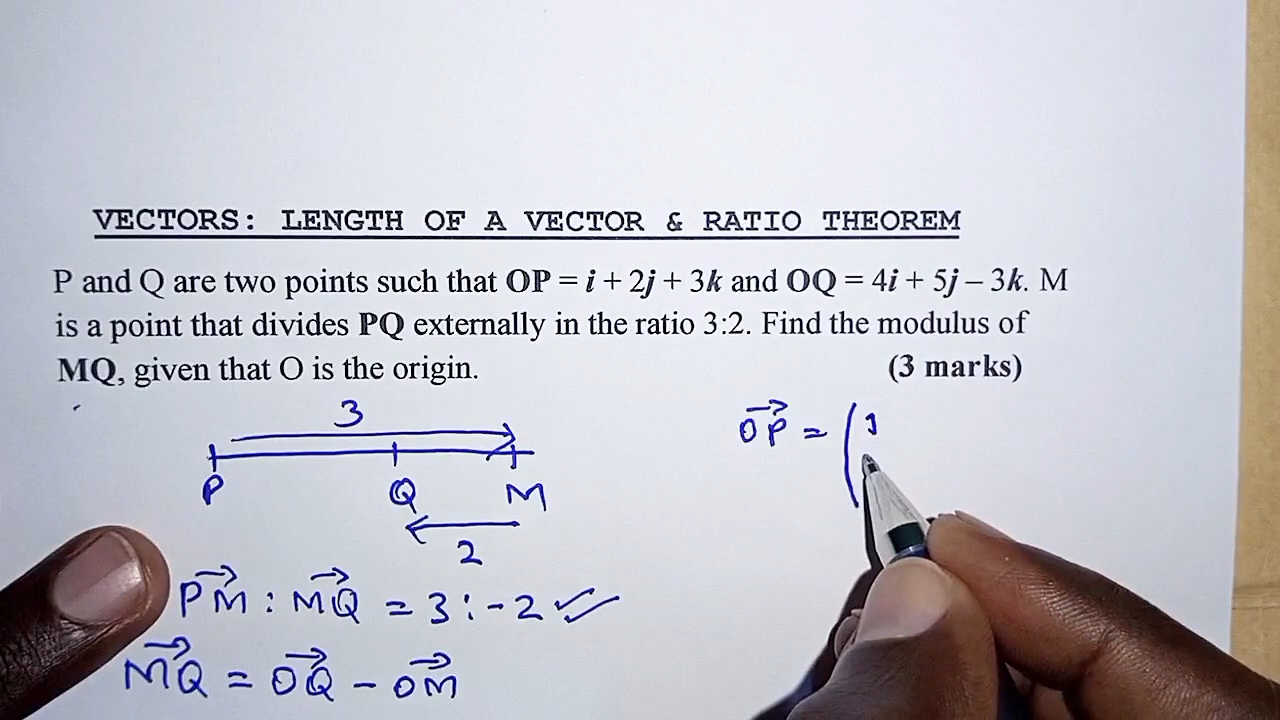 VECTORS: LENGTH OF A VECTOR & RATIO THEOREM
P and Q are two points such that OP = i + 2j + 3k and OQ = 4i + 5j – 3k. M
is a point that divides PQ externally in the ratio 3:2. Find the modulus of
MQ, given that O is the origin.
(3 marks)
3
P Q M
2
PM : MQ = 3 : -2
MQ = OQ - OM
OP = ( 1